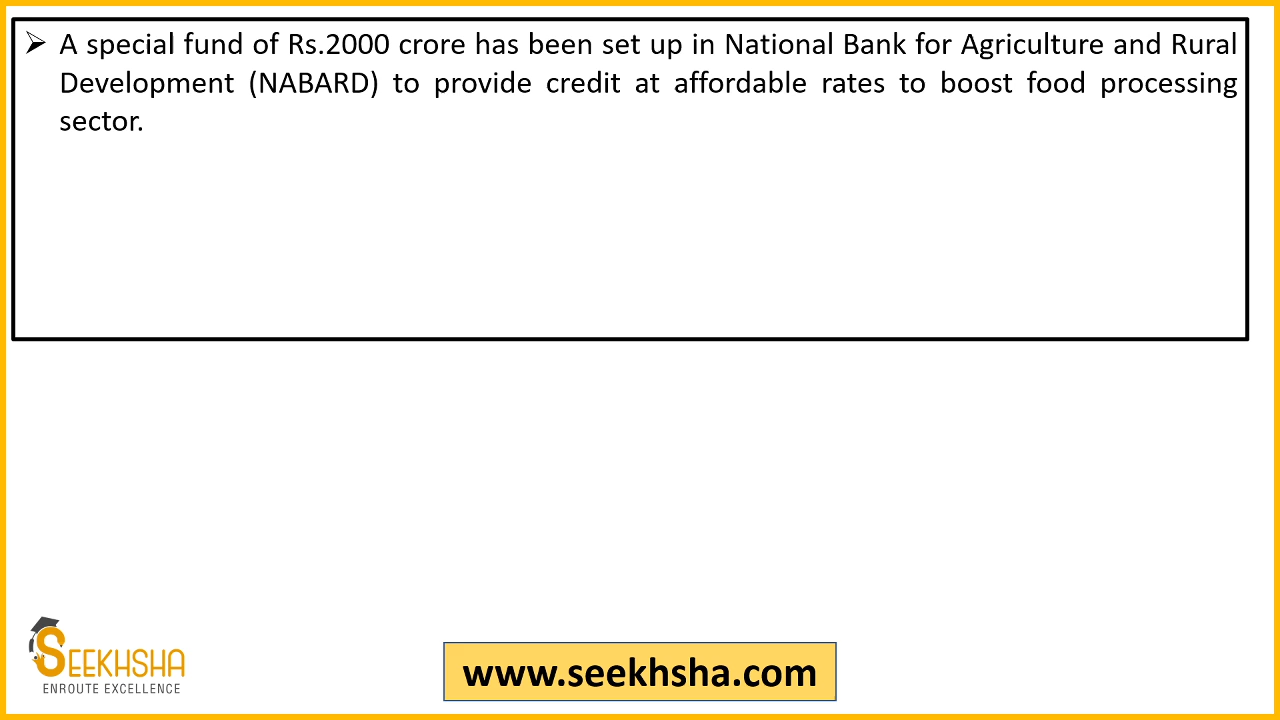 ➢ A special fund of Rs.2000 crore has been set up in National Bank for Agriculture and Rural
Development (NABARD) to provide credit at affordable rates to boost food processing
sector.
SEEKHSHA
ENROUTE EXCELLENCE
www.seekhsha.com